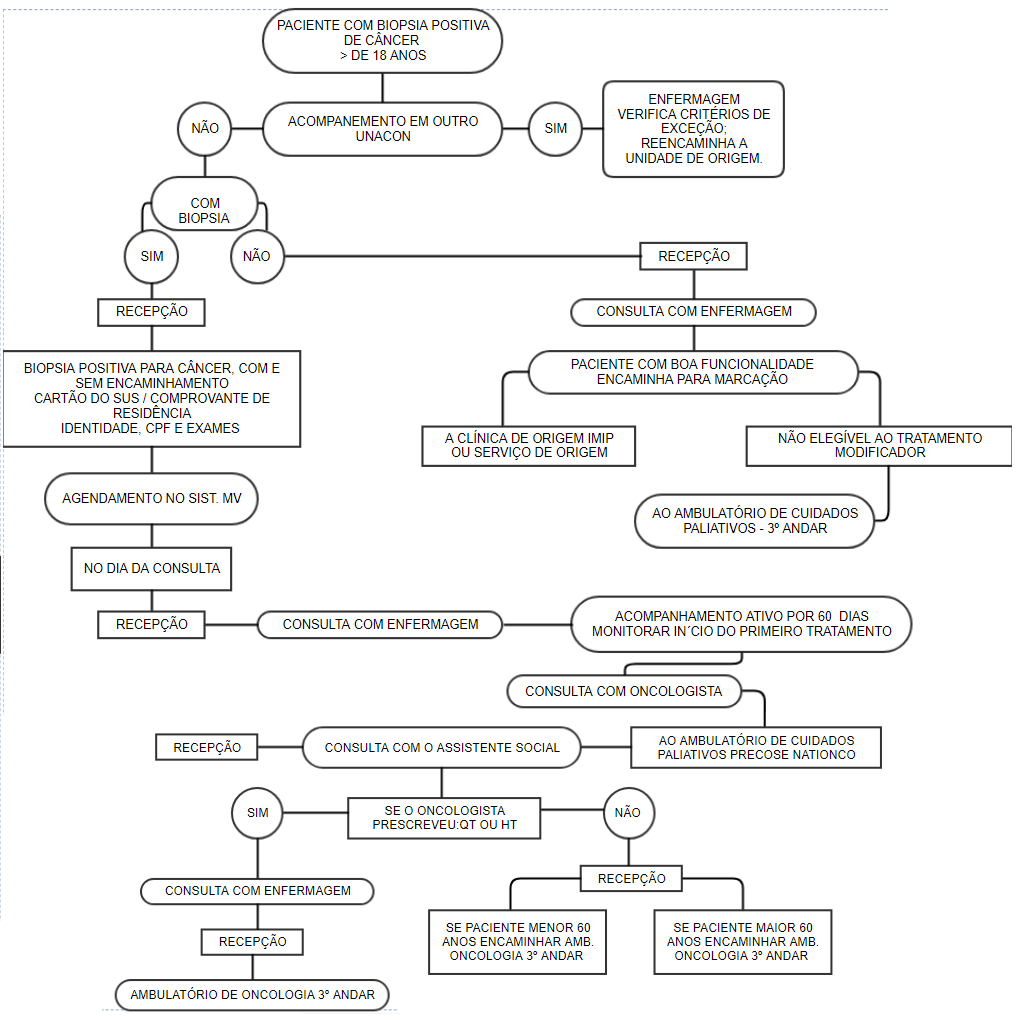 PACIENTE COM BIOPSIA POSITIVA
DE CÂNCER
> DE 18 ANOS
NÃO
ACOMPANEMENTO EM OUTRO
UNACON
SIM
ENFERMAGEM
VERIFICA CRITÉRIOS DE
EXCEÇÃO;
REENCAMINHA A
UNIDADE DE ORIGEM.
COM
BIOPSIA
SIM
NÃO
RECEPÇÃO
RECEPÇÃO
CONSULTA COM ENFERMAGEM
BIOPSIA POSITIVA PARA CÂNCER, COM E
SEM ENCAMINHAMENTO
CARTÃO DO SUS / COMPROVANTE DE
RESIDÊNCIA
IDENTIDADE, CPF E EXAMES
PACIENTE COM BOA FUNCIONALIDADE
ENCAMINHA PARA MARCAÇÃO
A CLÍNICA DE ORIGEM IMIP
OU SERVIÇO DE ORIGEM
NÃO ELEGÍVEL AO TRATAMENTO
MODIFICADOR
AGENDAMENTO NO SIST. MV
AO AMBULATÓRIO DE CUIDADOS
PALIATIVOS - 3º ANDAR
NO DIA DA CONSULTA
RECEPÇÃO
CONSULTA COM ENFERMAGEM
ACOMPANHAMENTO ATIVO POR 60  DIAS
MONITORAR IN´CIO DO PRIMEIRO TRATAMENTO
CONSULTA COM ONCOLOGISTA
RECEPÇÃO
CONSULTA COM O ASSISTENTE SOCIAL
AO AMBULATÓRIO DE CUIDADOS
PALIATIVOS PRECOSE NATIONCO
SIM
SE O ONCOLOGISTA
PRESCREVEU:QT OU HT
NÃO
CONSULTA COM ENFERMAGEM
RECEPÇÃO
RECEPÇÃO
SE PACIENTE MENOR 60
ANOS ENCAMINHAR AMB.
ONCOLOGIA 3º ANDAR
SE PACIENTE MAIOR 60
ANOS ENCAMINHAR AMB.
ONCOLOGIA 3º ANDAR
AMBULATÓRIO DE ONCOLOGIA 3º ANDAR